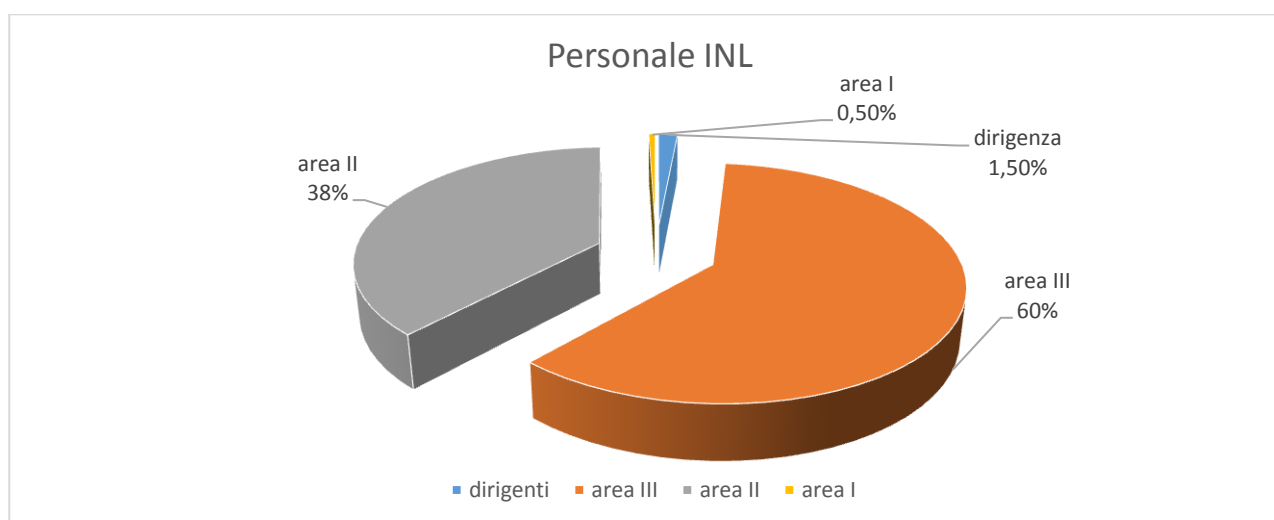 Personale INL
area I
0,50%
dirigenza
1,50%
area II
38%
area III
60%
dirigenti area III area II area I